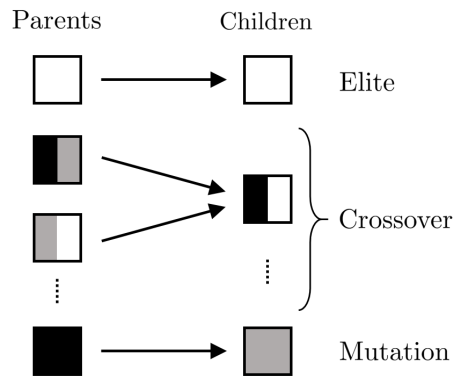 Parents
Children
Elite
Crossover
Mutation